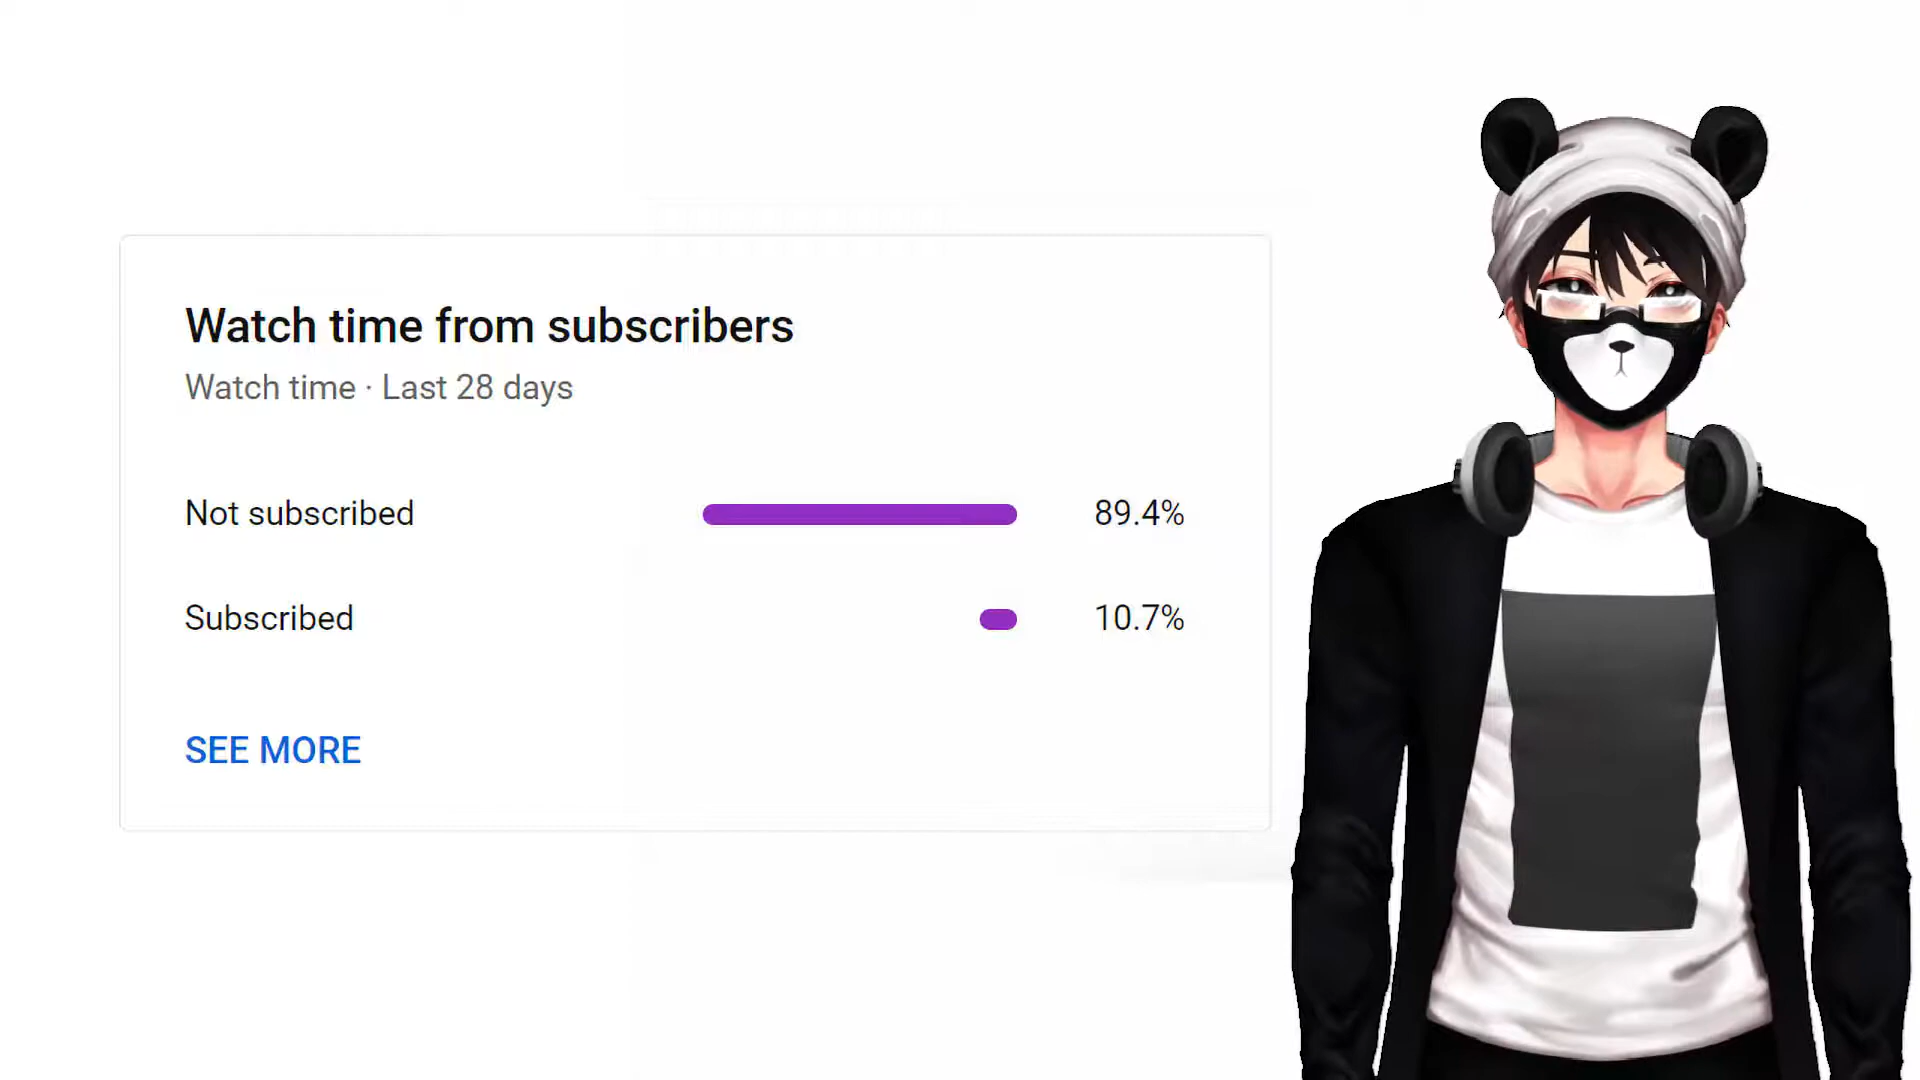 Watch time from subscribers
Watch time · Last 28 days
Not subscribed 89.4%
Subscribed 10.7%
SEE MORE